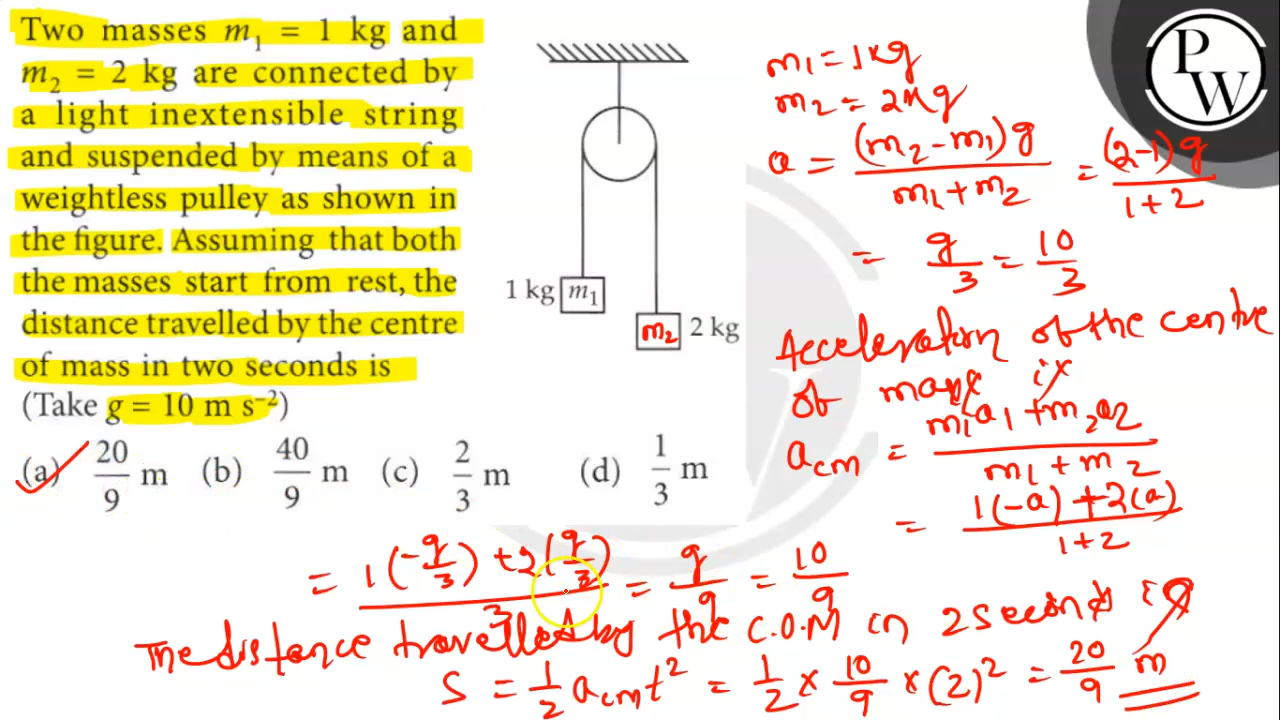 Two masses m₁ = 1 kg and
m₂ = 2 kg are connected by
a light inextensible string
and suspended by means of a
weightless pulley as shown in
the figure. Assuming that both
the masses start from rest, the
distance travelled by the centre
of mass in two seconds is
(Take g = 10 m s⁻²)
(a) 20/9 m (b) 40/9 m (c) 2/3 m (d) 1/3 m
1 kg m₁
m₂ 2 kg
P
W
m₁ = 1kg
m₂ = 2kg
a = (m₂ - m₁)g / m₁ + m₂ = (2-1)g / 1+2
= g/3 = 10/3
Acceleration of the centre
of mass is
a_cm = m₁a₁ + m₂a₂ / m₁ + m₂
= 1(-a) + 2(a) / 1+2
= 1(-g/3) + 2(g/3) / 3 = g/9 = 10/9
The distance travelled by the C.O.M in 2 seconds is
S = 1/2 a_cm t² = 1/2 × 10/9 × (2)² = 20/9 m